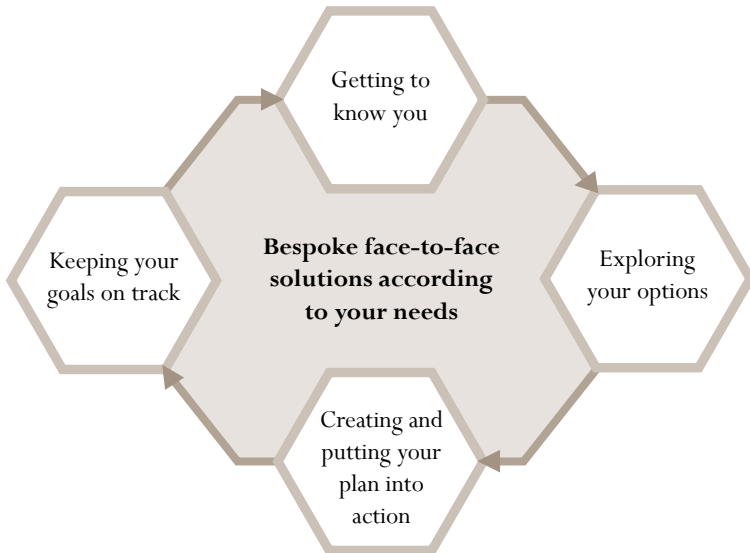 Getting to
know you
Keeping your
goals on track
Bespoke face-to-face
solutions according
to your needs
Exploring
your options
Creating and
putting your
plan into
action